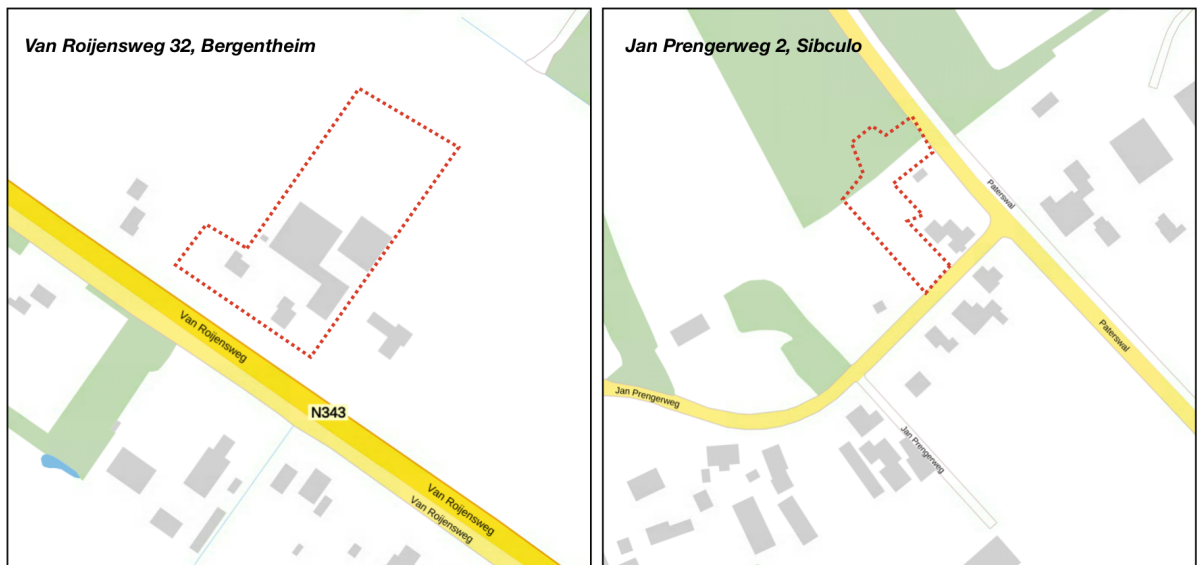 Van Roijensweg 32, Bergentheim
Van Roijensweg
N343
Van Roijensweg
Van Roijensweg
Jan Prengerweg 2, Sibculo
Paterswal
Paterswal
Jan Prengerweg
Jan Prengerweg